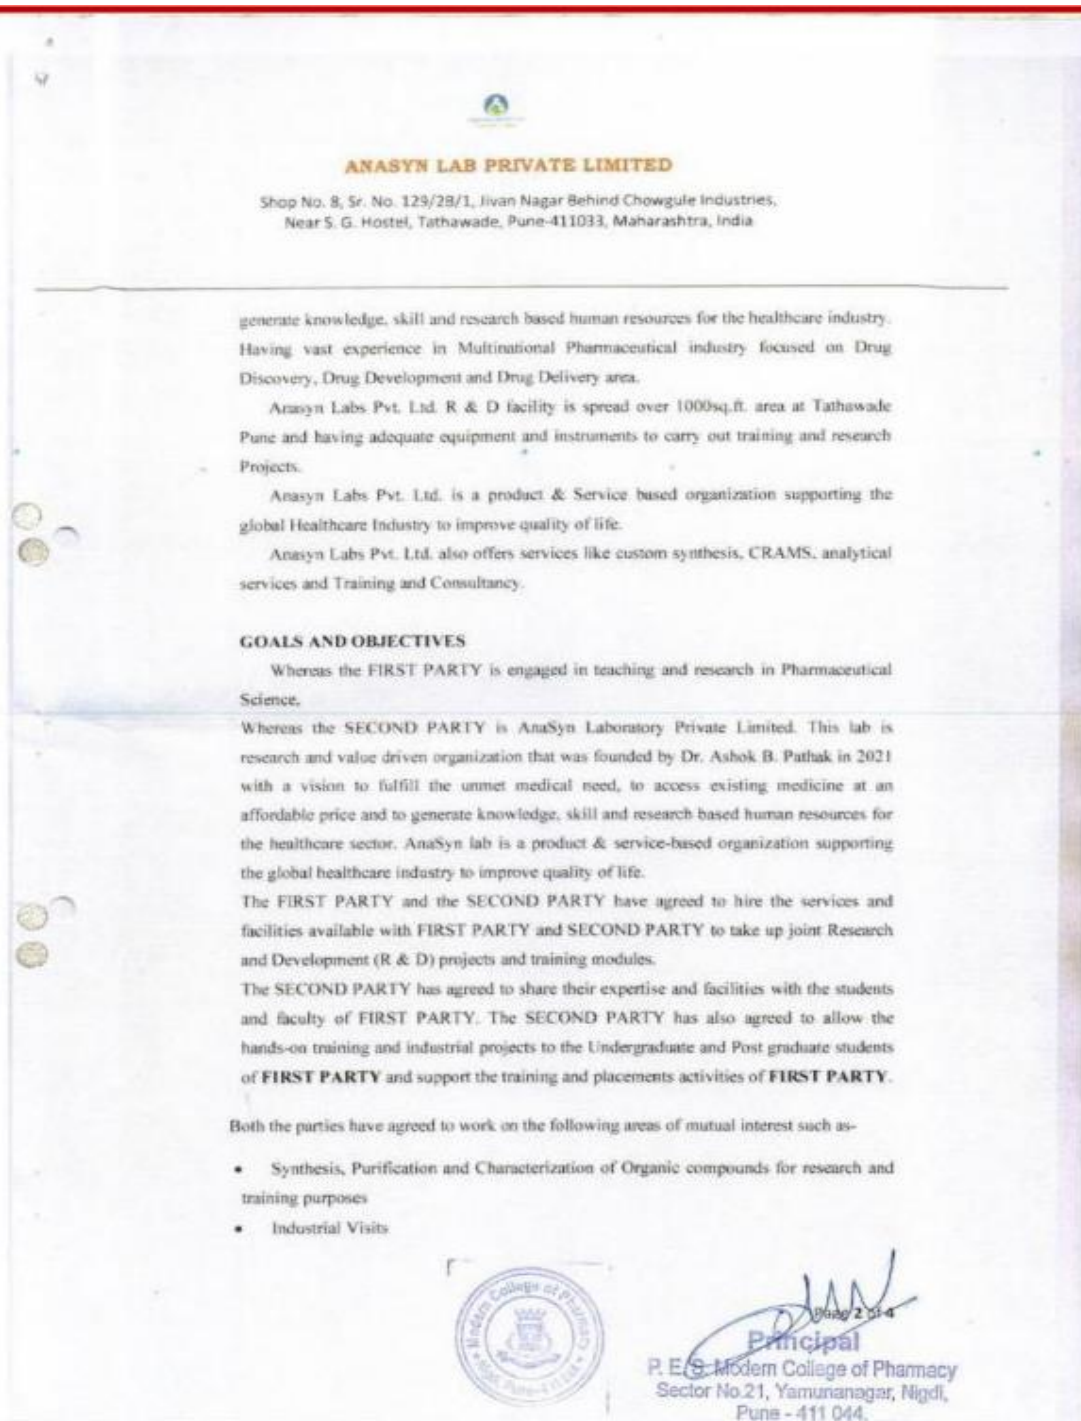 ANASYN LAB PRIVATE LIMITED
Shop No. 8, Sr. No. 129/2B/1, Jivan Nagar Behind Chowgule Industries,
Near S. G. Hostel, Tathawade, Pune-411033, Maharashtra, India
generate knowledge, skill and research based human resources for the healthcare industry.
Having vast experience in Multinational Pharmaceutical industry focused on Drug
Discovery, Drug Development and Drug Delivery area.
Anasyn Labs Pvt. Ltd. R & D facility is spread over 1000sq.ft. area at Tathawade
Pune and having adequate equipment and instruments to carry out training and research
Projects.
Anasyn Labs Pvt. Ltd. is a product & Service based organization supporting the
global Healthcare Industry to improve quality of life.
Anasyn Labs Pvt. Ltd. also offers services like custom synthesis, CRAMS, analytical
services and Training and Consultancy.
GOALS AND OBJECTIVES
Whereas the FIRST PARTY is engaged in teaching and research in Pharmaceutical
Science,
Whereas the SECOND PARTY is AnaSyn Laboratory Private Limited. This lab is
research and value driven organization that was founded by Dr. Ashok B. Pathak in 2021
with a vision to fulfill the unmet medical need, to access existing medicine at an
affordable price and to generate knowledge, skill and research based human resources for
the healthcare sector. AnaSyn lab is a product & service-based organization supporting
the global healthcare industry to improve quality of life.
The FIRST PARTY and the SECOND PARTY have agreed to hire the services and
facilities available with FIRST PARTY and SECOND PARTY to take up joint Research
and Development (R & D) projects and training modules.
The SECOND PARTY has agreed to share their expertise and facilities with the students
and faculty of FIRST PARTY. The SECOND PARTY has also agreed to allow the
hands-on training and industrial projects to the Undergraduate and Post graduate students
of FIRST PARTY and support the training and placements activities of FIRST PARTY.
Both the parties have agreed to work on the following areas of mutual interest such as-
• Synthesis, Purification and Characterization of Organic compounds for research and
training purposes
• Industrial Visits
Modern College of Pharmacy
Page 2 of 4
Principal
P. E. S. Modern College of Pharmacy
Sector No.21, Yamunanagar, Nigdi,
Pune - 411 044.